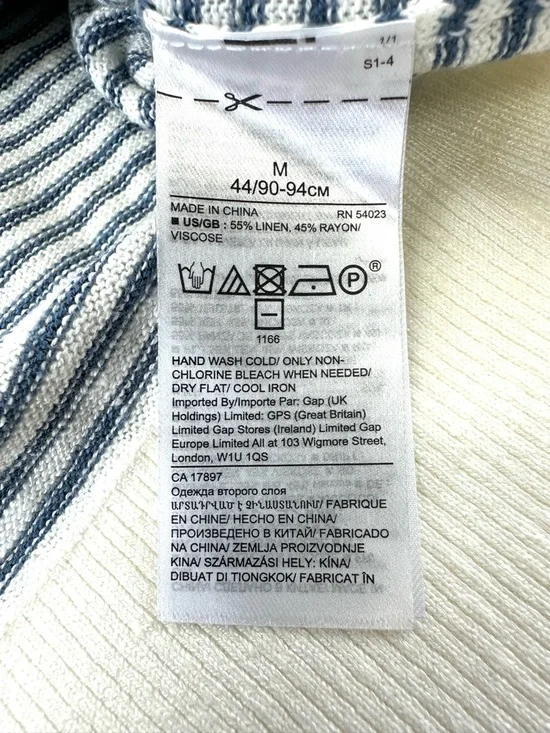 1/1
S1-4
M
44/90-94см
MADE IN CHINA RN 54023
US/GB : 55% LINEN, 45% RAYON/
VISCOSE
P ®
1166
HAND WASH COLD/ ONLY NON-
CHLORINE BLEACH WHEN NEEDED/
DRY FLAT/ COOL IRON
Imported By/Importe Par: Gap (UK
Holdings) Limited: GPS (Great Britain)
Limited Gap Stores (Ireland) Limited Gap
Europe Limited All at 103 Wigmore Street,
London, W1U 1QS
CA 17897
Одежда второго слоя
ԱՐՏԱԴՐՎԱԾ Է ՉԻՆԱՍՏԱՆՈՒՄ/ FABRIQUE
EN CHINE/ HECHO EN CHINA/
ПРОИЗВЕДЕНО В КИТАЙ/ FABRICADO
NA CHINA/ ZEMLJA PROIZVODNJE
KINA/ SZÁRMAZÁSI HELY: KÍNA/
DIBUAT DI TIONGKOK/ FABRICAT ÎN